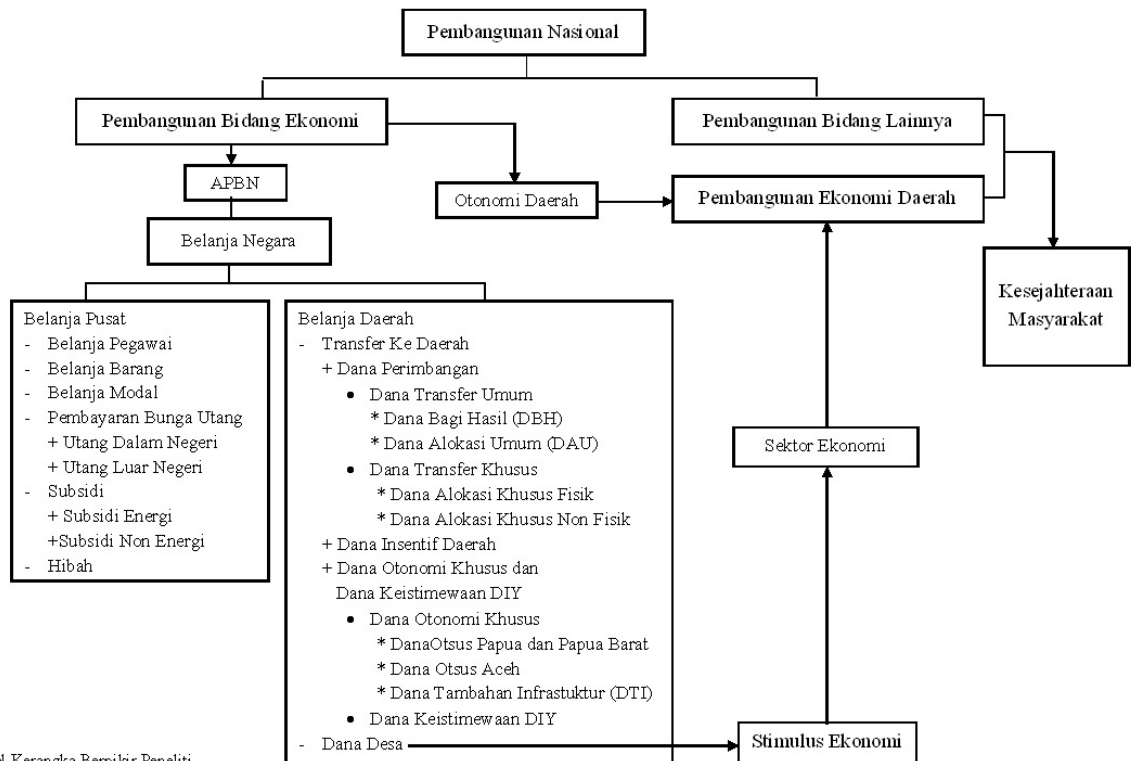 Pembangunan Nasional
Pembangunan Bidang Ekonomi
Pembangunan Bidang Lainnya
APBN
Otonomi Daerah
Pembangunan Ekonomi Daerah
Belanja Negara
Kesejahteraan
Masyarakat
Belanja Pusat
- Belanja Pegawai
- Belanja Barang
- Belanja Modal
- Pembayaran Bunga Utang
+ Utang Dalam Negeri
+ Utang Luar Negeri
- Subsidi
+ Subsidi Energi
+Subsidi Non Energi
- Hibah
Belanja Daerah
- Transfer Ke Daerah
+ Dana Perimbangan
• Dana Transfer Umum
* Dana Bagi Hasil (DBH)
* Dana Alokasi Umum (DAU)
• Dana Transfer Khusus
* Dana Alokasi Khusus Fisik
* Dana Alokasi Khusus Non Fisik
+ Dana Insentif Daerah
+ Dana Otonomi Khusus dan
Dana Keistimewaan DIY
• Dana Otonomi Khusus
* DanaOtsus Papua dan Papua Barat
* Dana Otsus Aceh
* Dana Tambahan Infrastuktur (DTI)
• Dana Keistimewaan DIY
- Dana Desa
Sektor Ekonomi
Stimulus Ekonomi
Kerangka Berpikir Peneliti